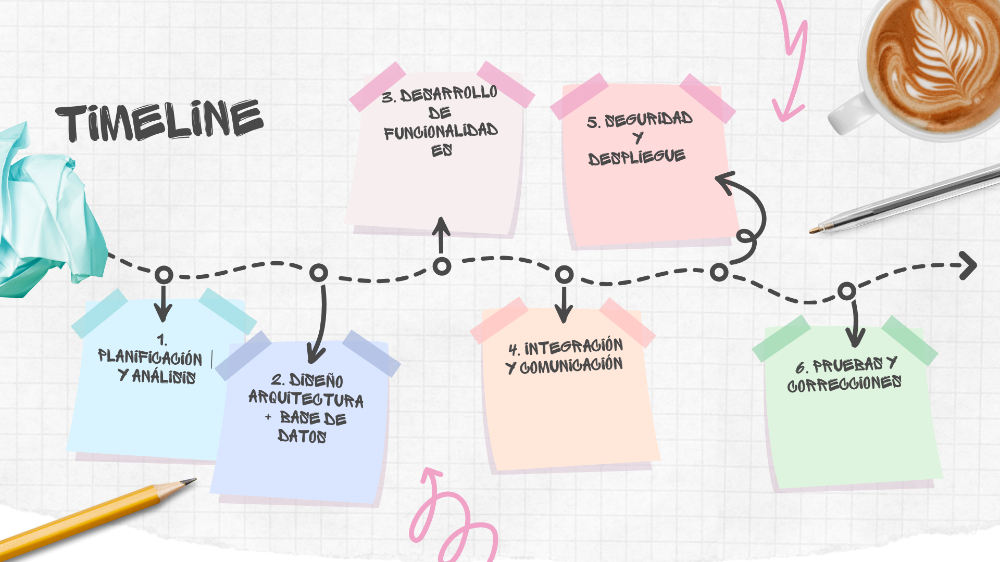 TIMELINE
1.
PLANIFICACIÓN |
Y ANÁLISIS
2. DISEÑO
ARQUITECTURA
+ BASE DE
DATOS
3. DESARROLLO
DE
FUNCIONALIDAD
ES
4. INTEGRACIÓN
Y COMUNICACIÓN
5. SEGURIDAD
Y
DESPLIEGUE
6. PRUEBAS Y
CORRECCIONES